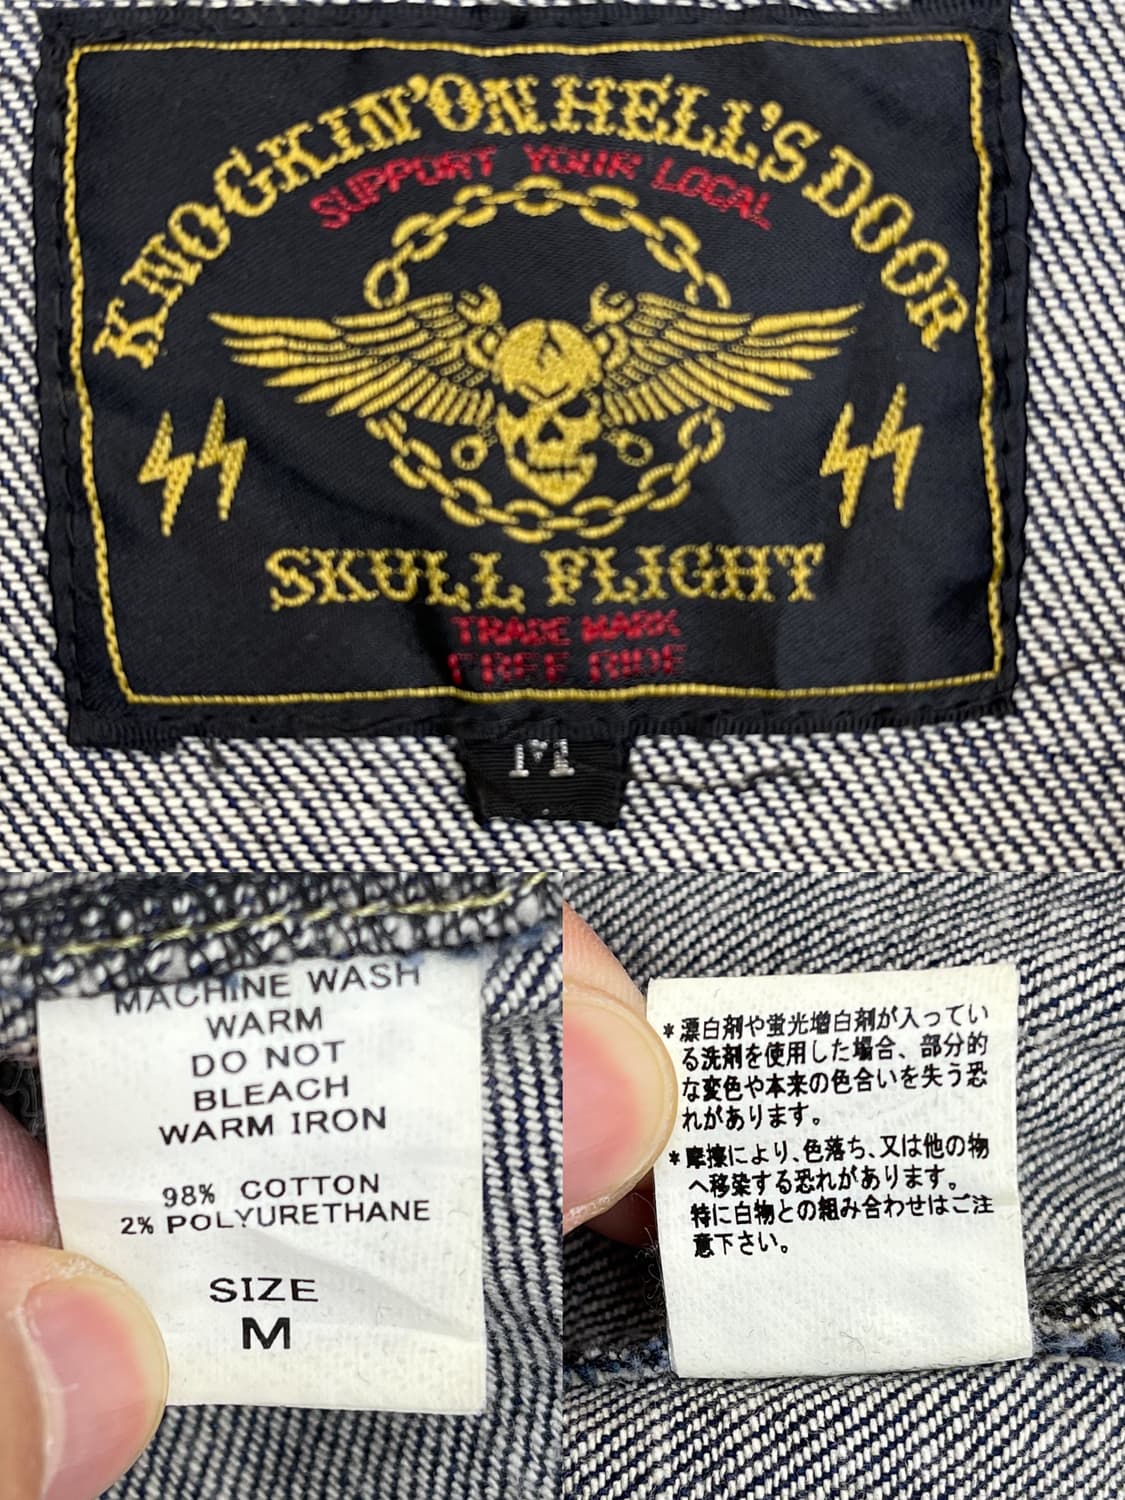 KNOCKIN'ON HELL'S DOOR
SUPPORT YOUR LOCAL
SKULL FLIGHT
TRADE MARK
FREE RIDE
M
MACHINE WASH
WARM
DO NOT
BLEACH
WARM IRON
98% COTTON
2% POLYURETHANE
SIZE
M
*漂白剤や蛍光増白剤が入ってい
る洗剤を使用した場合、部分的
な変色や本来の色合いを失う恐
れがあります。
*摩擦により、色落ち、又は他の物
へ移染する恐れがあります。
特に白物との組み合わせはご注
意下さい。